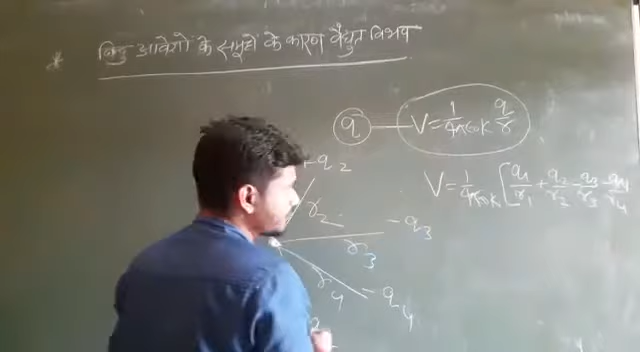 * बिन्दु आवेशों के समूहों के कारण वैधुत विभव
q V = 1/4πε₀K q/r
V = 1/4πε₀K [q₁/r₁ + q₂/r₂ - q₃/r₃ - q₄/r₄
q₂
r₂
- q₃
r₃
r₄
- q₄